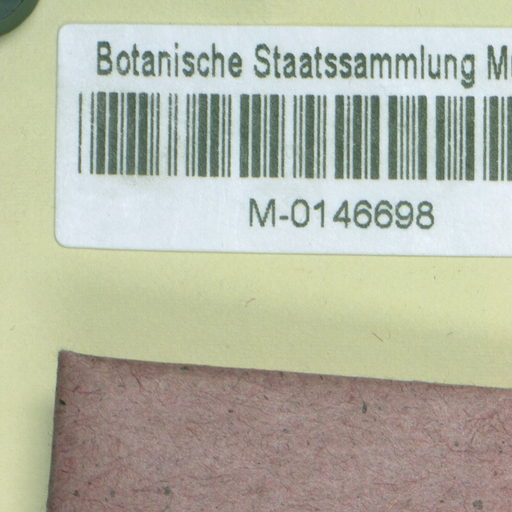 Botanische Staatssammlung
M-0146698